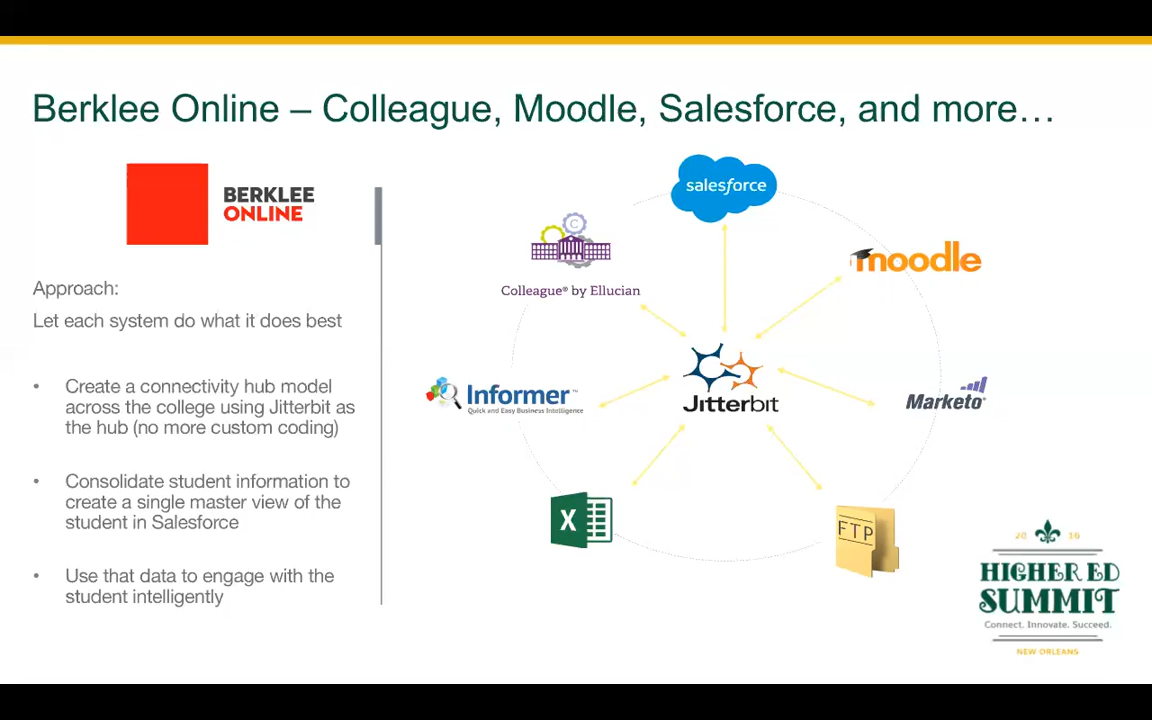 Berklee Online – Colleague, Moodle, Salesforce, and more…
BERKLEE
ONLINE
Approach:
Let each system do what it does best
• Create a connectivity hub model
across the college using Jitterbit as
the hub (no more custom coding)
• Consolidate student information to
create a single master view of the
student in Salesforce
• Use that data to engage with the
student intelligently
salesforce
C
Colleague® by Ellucian
moodle
Informer™
Quick and Easy Business Intelligence
Jitterbit
Marketo®
X
FTP
20 16
HIGHER ED
SUMMIT
Connect. Innovate. Succeed.
NEW ORLEANS